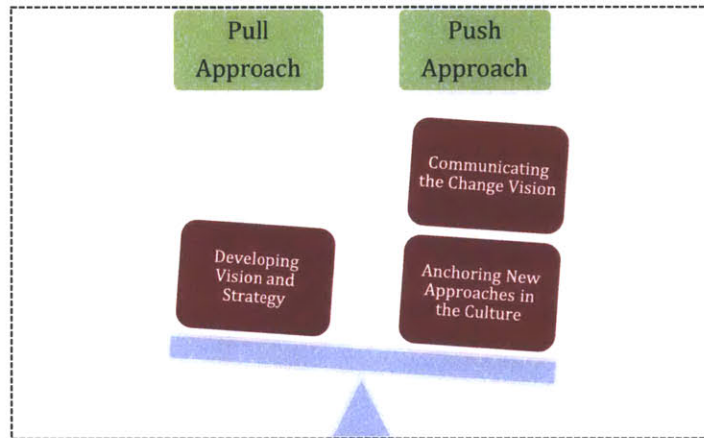 Pull
Approach
Push
Approach
Communicating
the Change Vision
Developing
Vision and
Strategy
Anchoring New
Approaches in
the Culture